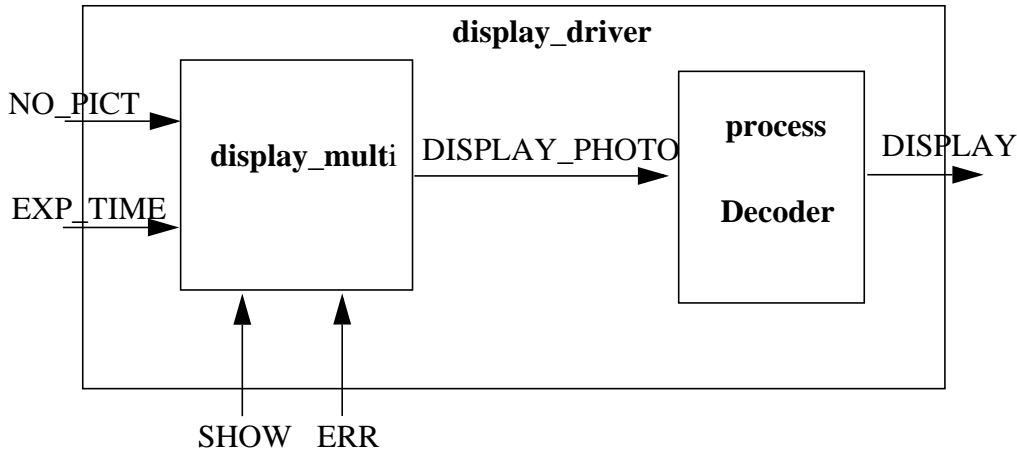 display_driver
NO_PICT
process
display_multi
DISPLAY_PHOTO
DISPLAY
EXP_TIME
Decoder
SHOW
ERR